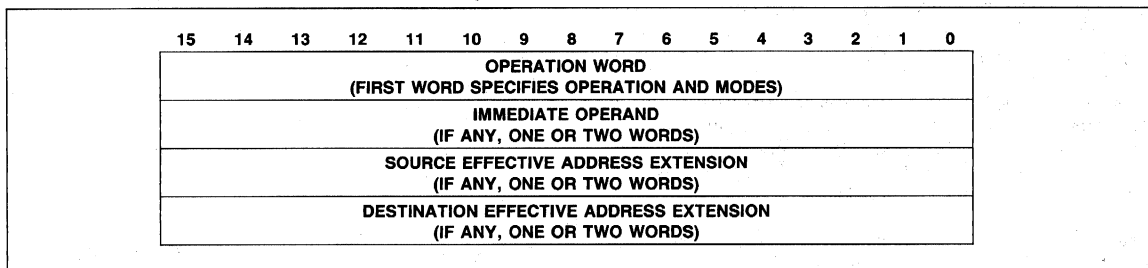 15 14 13 12 11 10 9 8 7 6 5 4 3 2 1 0
OPERATION WORD
(FIRST WORD SPECIFIES OPERATION AND MODES)
IMMEDIATE OPERAND
(IF ANY, ONE OR TWO WORDS)
SOURCE EFFECTIVE ADDRESS EXTENSION
(IF ANY, ONE OR TWO WORDS)
DESTINATION EFFECTIVE ADDRESS EXTENSION
(IF ANY, ONE OR TWO WORDS)